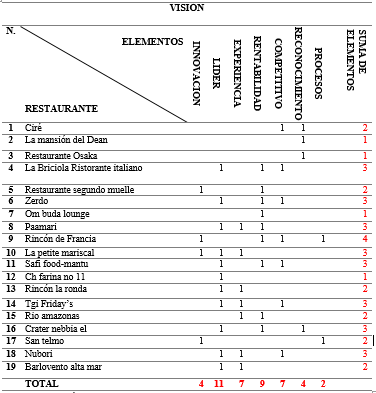 VISION
N.
ELEMENTOS
INNOVACION
LIDER
EXPERIENCIA
RENTABILIDAD
COMPETITIVO
RECONOCIMIENTO
PROCESOS
SUMA DE
ELEMENTOS
RESTAURANTE
1 Ciré 1 1 2
2 La mansión del Dean 1 1
3 Restaurante Osaka 1 1
4 La Briciola Ristorante italiano 1 1 1 3
5 Restaurante segundo muelle 1 1 2
6 Zerdo 1 1 1 3
7 Om buda lounge 1 1
8 Paamari 1 1 1 3
9 Rincón de Francia 1 1 1 1 4
10 La petite mariscal 1 1 1 3
11 Safi food-mantu 1 1 1 3
12 Ch farina no 11 1 1
13 Rincón la ronda 1 1 2
14 Tgi Friday's 1 1 1 3
15 Rio amazonas 1 1 2
16 Crater nebbia el 1 1 1 3
17 San telmo 1 1 2
18 Nubori 1 1 1 3
19 Barlovento alta mar 1 1 2
TOTAL 4 11 7 9 7 4 2